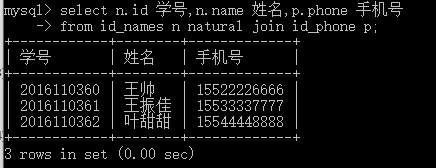 mysql> select n.id 学号,n.name 姓名,p.phone 手机号
-> from id_names n natural join id_phone p;
+------------+--------+-------------+
| 学号 | 姓名 | 手机号 |
+------------+--------+-------------+
| 2016110360 | 王帅 | 15522226666 |
| 2016110361 | 王振佳 | 15533337777 |
| 2016110362 | 叶甜甜 | 15544448888 |
+------------+--------+-------------+
3 rows in set (0.00 sec)